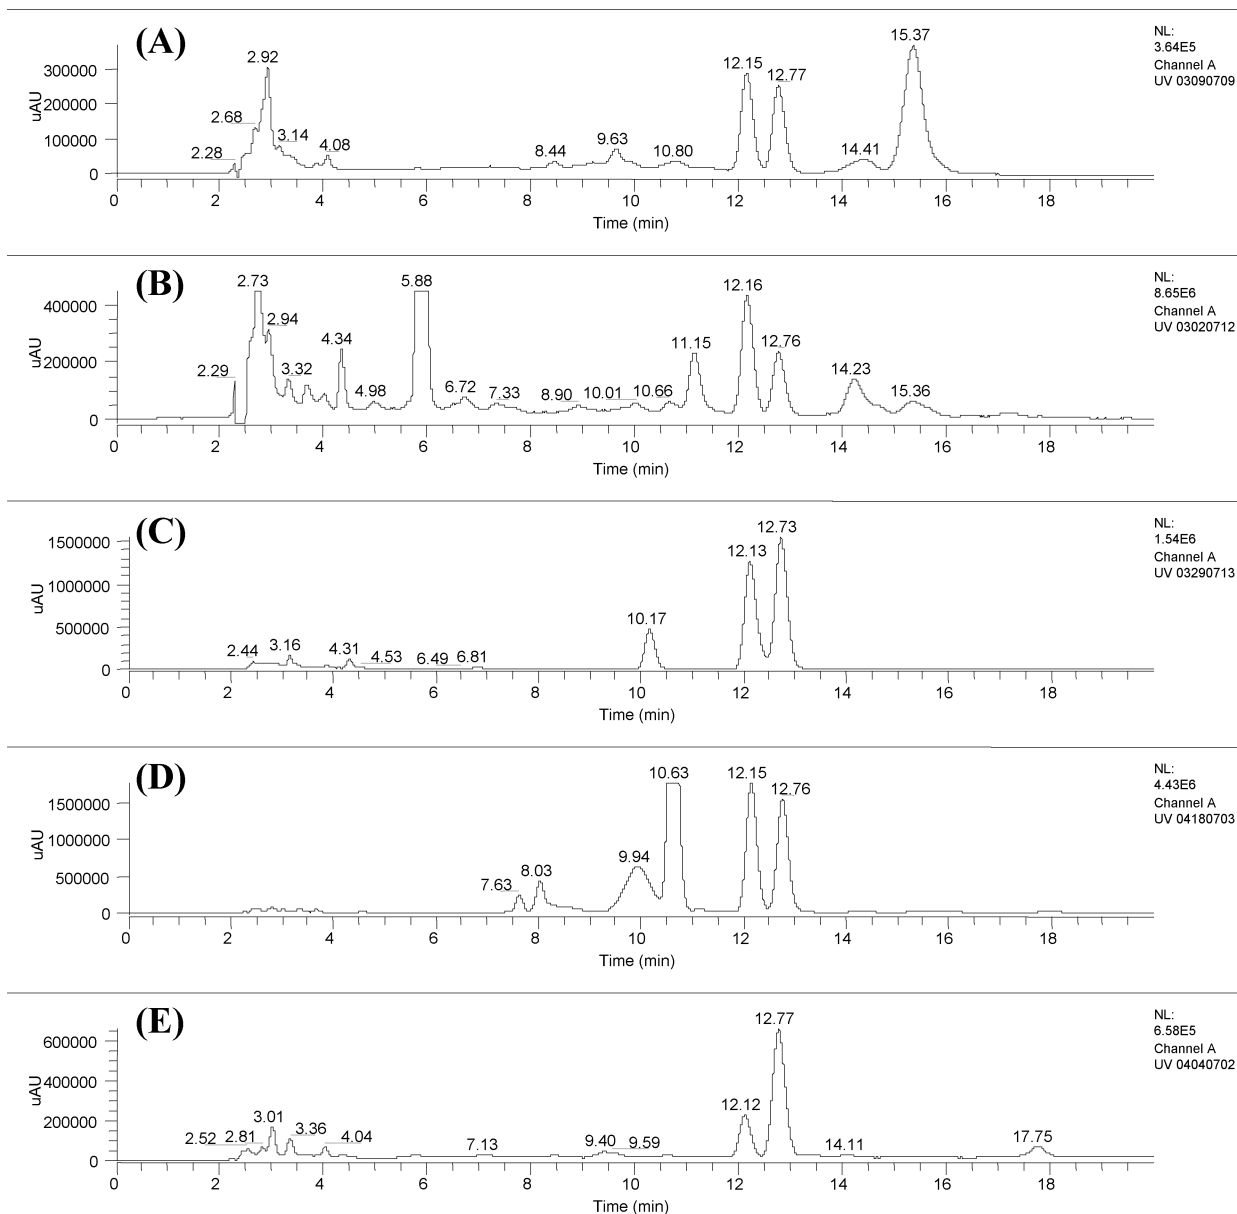 (A)
NL:
3.64E5
Channel A
UV 03090709
uAU
300000
200000
100000
0
2.28
2.68
2.92
3.14
4.08
8.44
9.63
10.80
12.15
12.77
14.41
15.37
0 2 4 6 8 10 12 14 16 18
Time (min)
(B)
NL:
8.65E6
Channel A
UV 03020712
uAU
400000
200000
0
2.29
2.73
2.94
3.32
4.34
4.98
5.88
6.72
7.33
8.90
10.01
10.66
11.15
12.16
12.76
14.23
15.36
0 2 4 6 8 10 12 14 16 18
Time (min)
(C)
NL:
1.54E6
Channel A
UV 03290713
uAU
1500000
1000000
500000
0
2.44
3.16
4.31
4.53
6.49
6.81
10.17
12.13
12.73
0 2 4 6 8 10 12 14 16 18
Time (min)
(D)
NL:
4.43E6
Channel A
UV 04180703
uAU
1500000
1000000
500000
0
7.63
8.03
9.94
10.63
12.15
12.76
0 2 4 6 8 10 12 14 16 18
Time (min)
(E)
NL:
6.58E5
Channel A
UV 04040702
uAU
600000
400000
200000
0
2.52
2.81
3.01
3.36
4.04
7.13
9.40
9.59
12.12
12.77
14.11
17.75
0 2 4 6 8 10 12 14 16 18
Time (min)